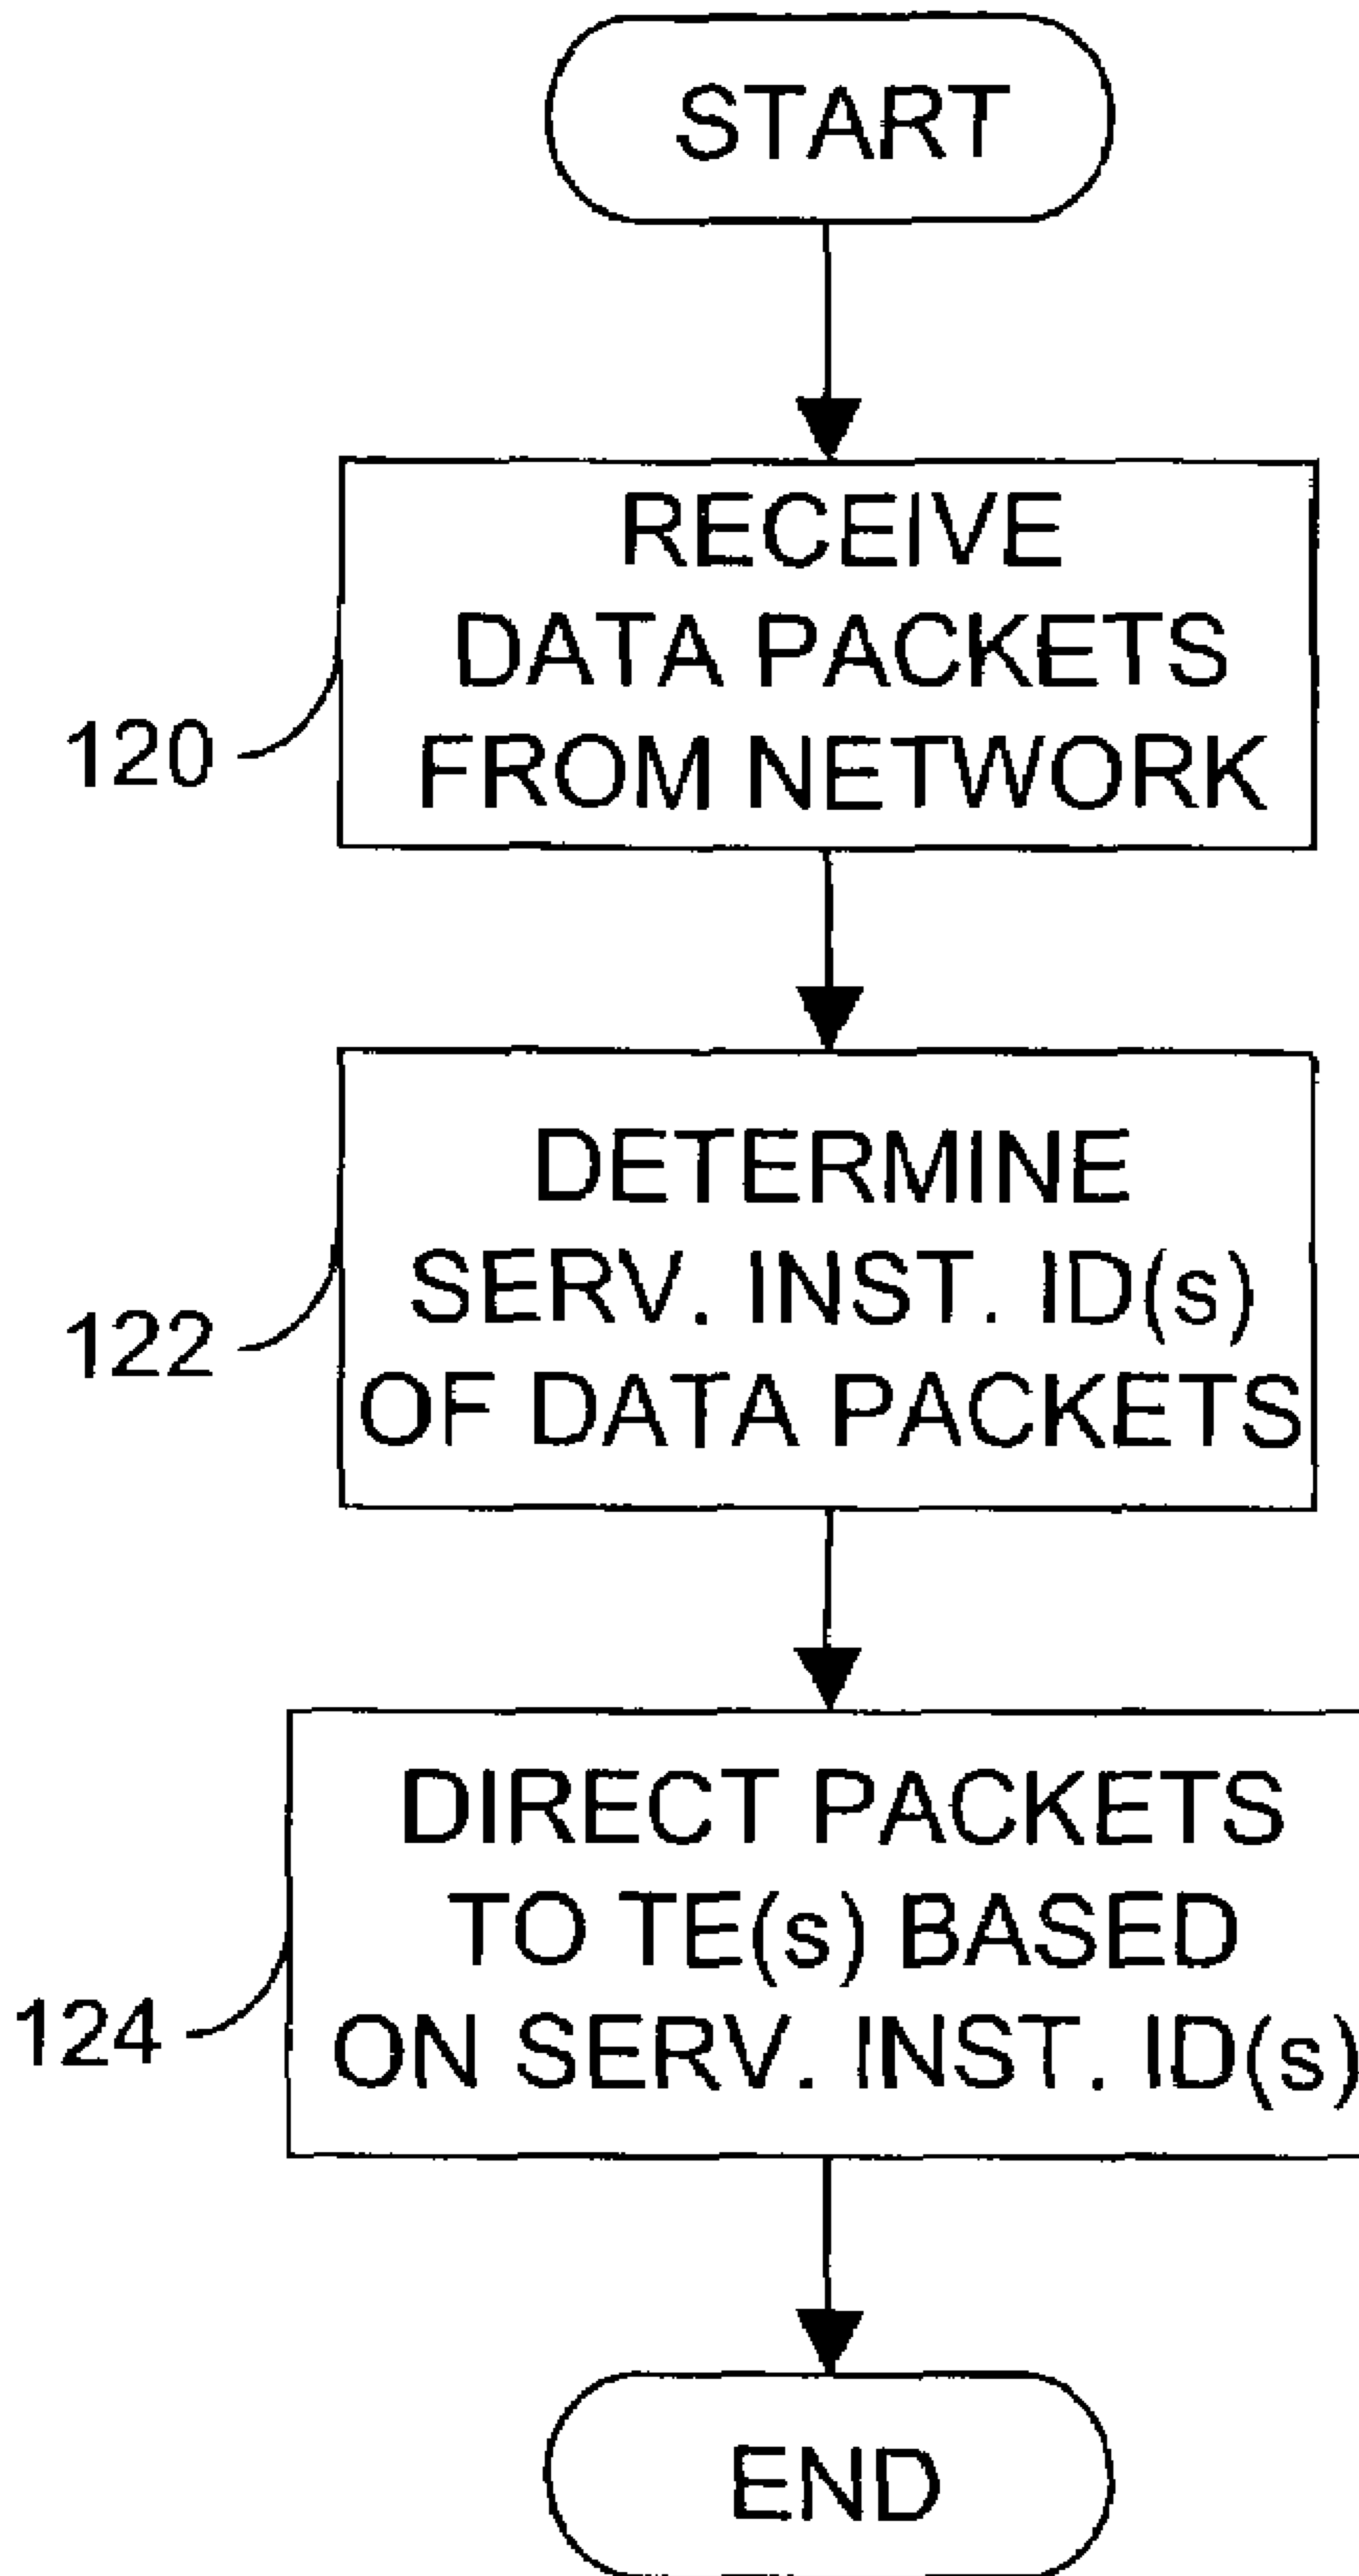 START
RECEIVE
DATA PACKETS
FROM NETWORK
120
DETERMINE
SERV. INST. ID(s)
OF DATA PACKETS
122
DIRECT PACKETS
TO TE(s) BASED
ON SERV. INST. ID(s)
124
END